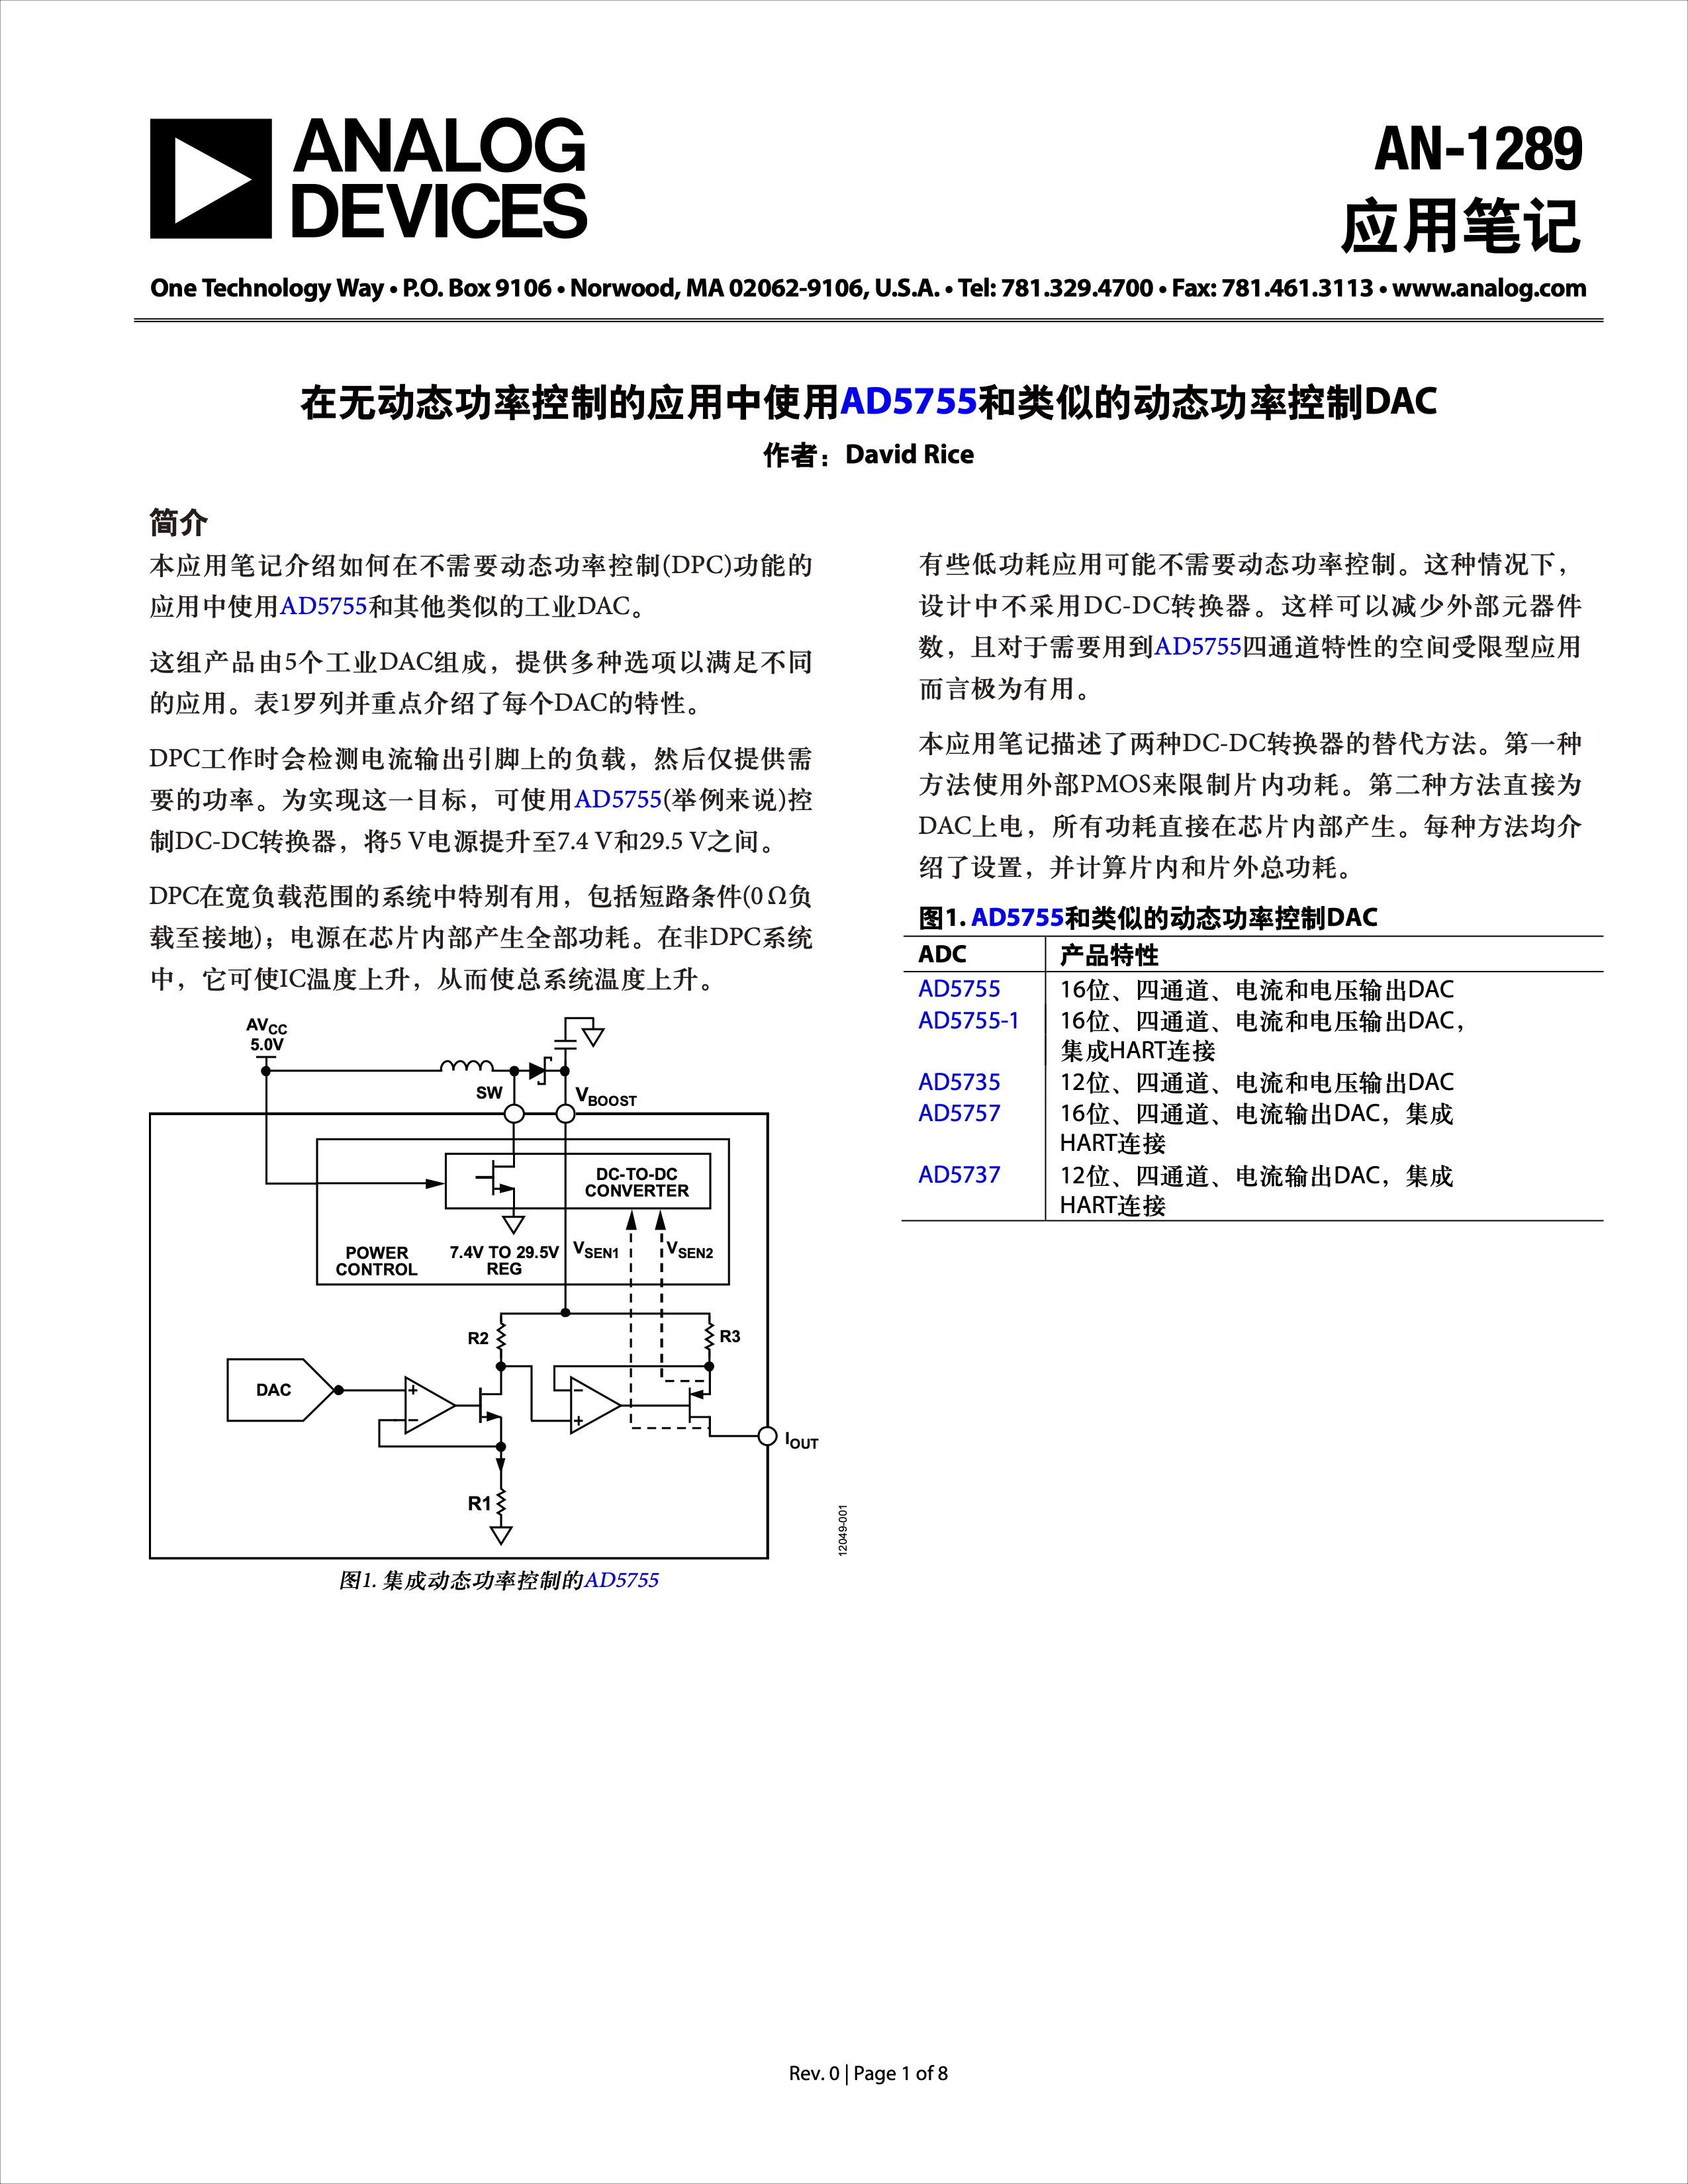 ANALOG
DEVICES
AN-1289
应用笔记
One Technology Way • P.O. Box 9106 • Norwood, MA 02062-9106, U.S.A. • Tel: 781.329.4700 • Fax: 781.461.3113 • www.analog.com
在无动态功率控制的应用中使用AD5755和类似的动态功率控制DAC
作者：David Rice
简介
本应用笔记介绍如何在不需要动态功率控制(DPC)功能的
应用中使用AD5755和其他类似的工业DAC。
这组产品由5个工业DAC组成，提供多种选项以满足不同
的应用。表1罗列并重点介绍了每个DAC的特性。
DPC工作时会检测电流输出引脚上的负载，然后仅提供需
要的功率。为实现这一目标，可使用AD5755(举例来说)控
制DC-DC转换器，将5 V电源提升至7.4 V和29.5 V之间。
DPC在宽负载范围的系统中特别有用，包括短路条件(0 Ω负
载至接地)；电源在芯片内部产生全部功耗。在非DPC系统
中，它可使IC温度上升，从而使总系统温度上升。
AVCC
5.0V
SW
VBOOST
DC-TO-DC
CONVERTER
POWER
CONTROL
7.4V TO 29.5V
REG
VSEN1
VSEN2
R2
R3
DAC
+
−
−
+
IOUT
R1
12049-001
图1. 集成动态功率控制的AD5755
有些低功耗应用可能不需要动态功率控制。这种情况下，
设计中不采用DC-DC转换器。这样可以减少外部元器件
数，且对于需要用到AD5755四通道特性的空间受限型应用
而言极为有用。
本应用笔记描述了两种DC-DC转换器的替代方法。第一种
方法使用外部PMOS来限制片内功耗。第二种方法直接为
DAC上电，所有功耗直接在芯片内部产生。每种方法均介
绍了设置，并计算片内和片外总功耗。
图1. AD5755和类似的动态功率控制DAC
ADC 产品特性
AD5755 16位、四通道、电流和电压输出DAC
AD5755-1 16位、四通道、电流和电压输出DAC，
集成HART连接
AD5735 12位、四通道、电流和电压输出DAC
AD5757 16位、四通道、电流输出DAC，集成
HART连接
AD5737 12位、四通道、电流输出DAC，集成
HART连接
Rev. 0 | Page 1 of 8